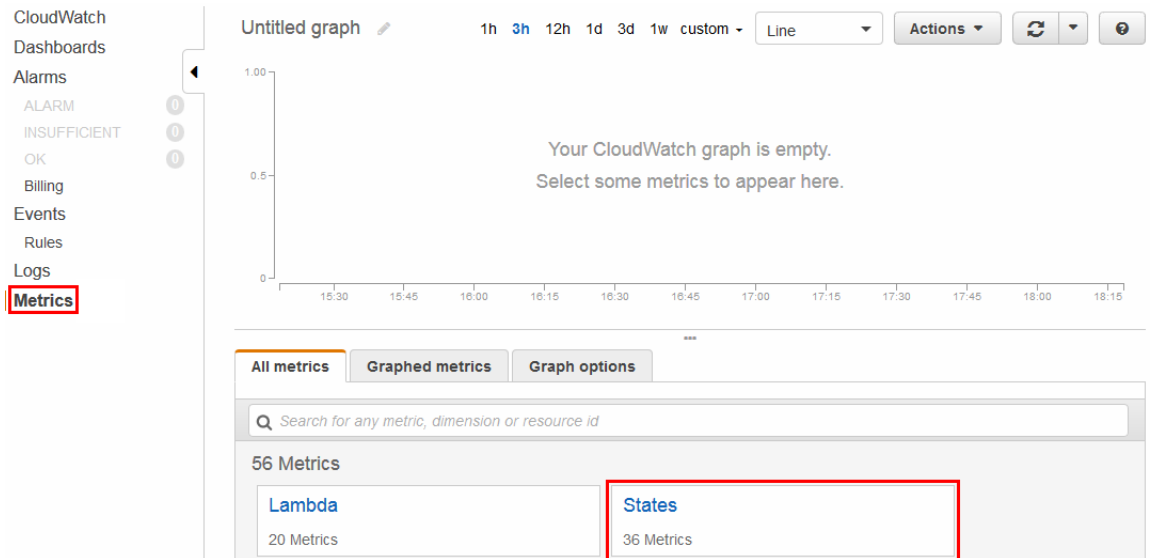 CloudWatch
Dashboards
Alarms
ALARM 0
INSUFFICIENT 0
OK 0
Billing
Events
Rules
Logs
Metrics
Untitled graph
1h 3h 12h 1d 3d 1w custom
Line
Actions
?
1.00
0.5
0
Your CloudWatch graph is empty.
Select some metrics to appear here.
15:30 15:45 16:00 16:15 16:30 16:45 17:00 17:15 17:30 17:45 18:00 18:15
All metrics Graphed metrics Graph options
Search for any metric, dimension or resource id
56 Metrics
Lambda
20 Metrics
States
36 Metrics